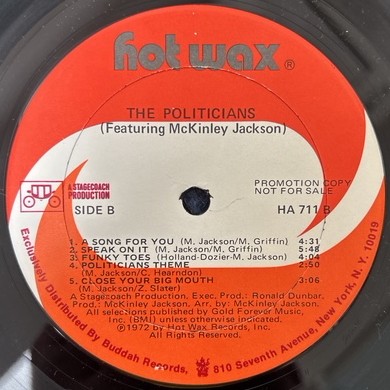 hot wax®
THE POLITICIANS
(Featuring McKinley Jackson)
A STAGECOACH
PRODUCTION
PROMOTION COPY
NOT FOR SALE
SIDE B
HA 711 B
1. A SONG FOR YOU (M. Jackson/M. Griffin) 4:31
2. SPEAK ON IT (M. Jackson/M. Griffin) 5:48
3. FUNKY TOES (Holland-Dozier-M. Jackson) 4:04
4. POLITICIANS THEME 2:50
(M. Jackson/C. Hearndon)
5. CLOSE YOUR BIG MOUTH 3:06
(M. Jackson/Z. Slater)
A Stagecoach Production. Exec. Prod.: Ronald Dunbar.
Prod.: McKinley Jackson. Arr. by: McKinley Jackson.
All selections published by Gold Forever Music,
(BMI) unless otherwise indicated.
℗1972 by Hot Wax Records, Inc.
All Rights Reserved.
Exclusively Distributed By Buddah Records, 810 Seventh Avenue, New York, N.Y. 10019